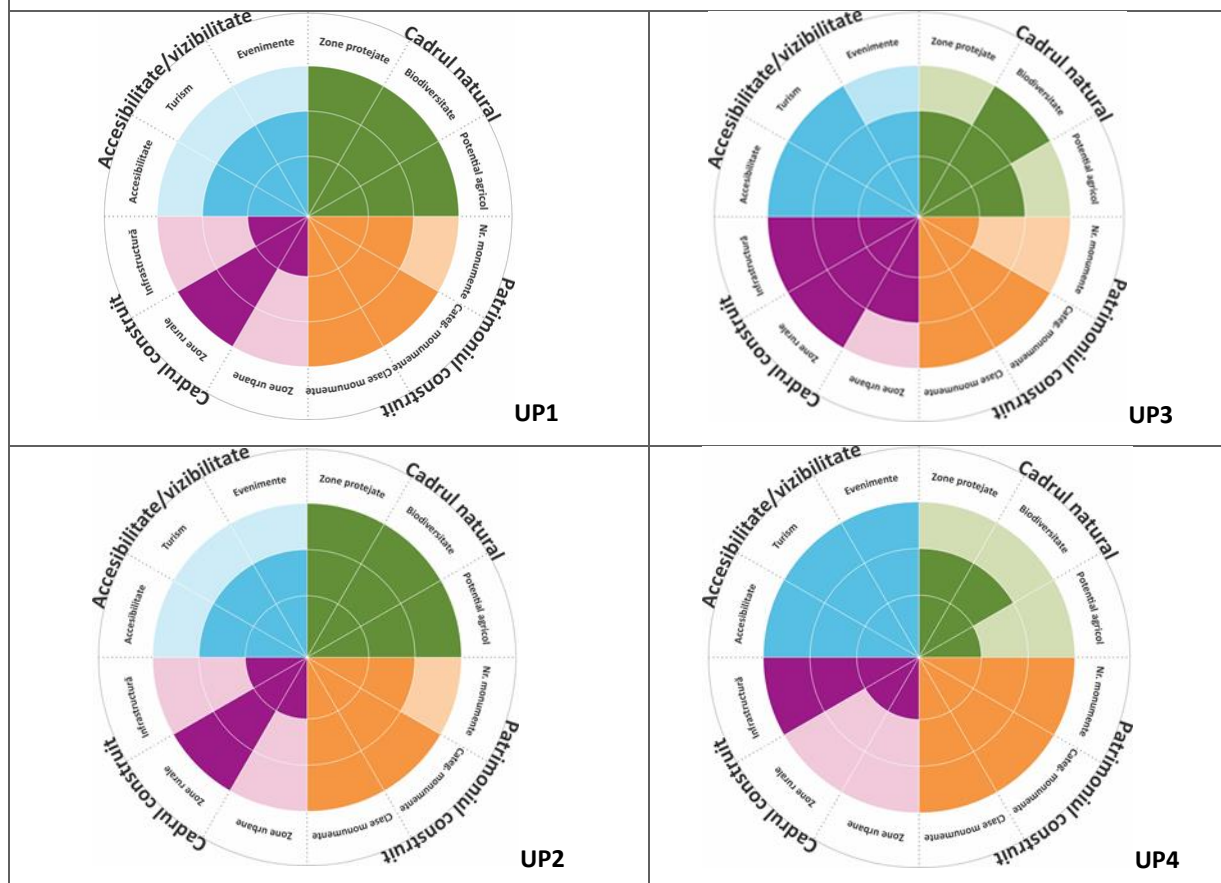 Accesibilitate/vizibilitate
Cadrul natural
Patrimoniul construit
Cadrul construit
Evenimente
Zone protejate
Biodiversitate
Potential agricol
Nr. monumente
Categ. monumente
Clase monumente
Zone urbane
Zone rurale
Infrastructură
Accesibilitate
Turism
UP1
Accesibilitate/vizibilitate
Cadrul natural
Patrimoniul construit
Cadrul construit
Evenimente
Zone protejate
Biodiversitate
Potential agricol
Nr. monumente
Categ. monumente
Clase monumente
Zone urbane
Zone rurale
Infrastructură
Accesibilitate
Turism
UP3
Accesibilitate/vizibilitate
Cadrul natural
Patrimoniul construit
Cadrul construit
Evenimente
Zone protejate
Biodiversitate
Potential agricol
Nr. monumente
Categ. monumente
Clase monumente
Zone urbane
Zone rurale
Infrastructură
Accesibilitate
Turism
UP2
Accesibilitate/vizibilitate
Cadrul natural
Patrimoniul construit
Cadrul construit
Evenimente
Zone protejate
Biodiversitate
Potential agricol
Nr. monumente
Categ. monumente
Clase monumente
Zone urbane
Zone rurale
Infrastructură
Accesibilitate
Turism
UP4